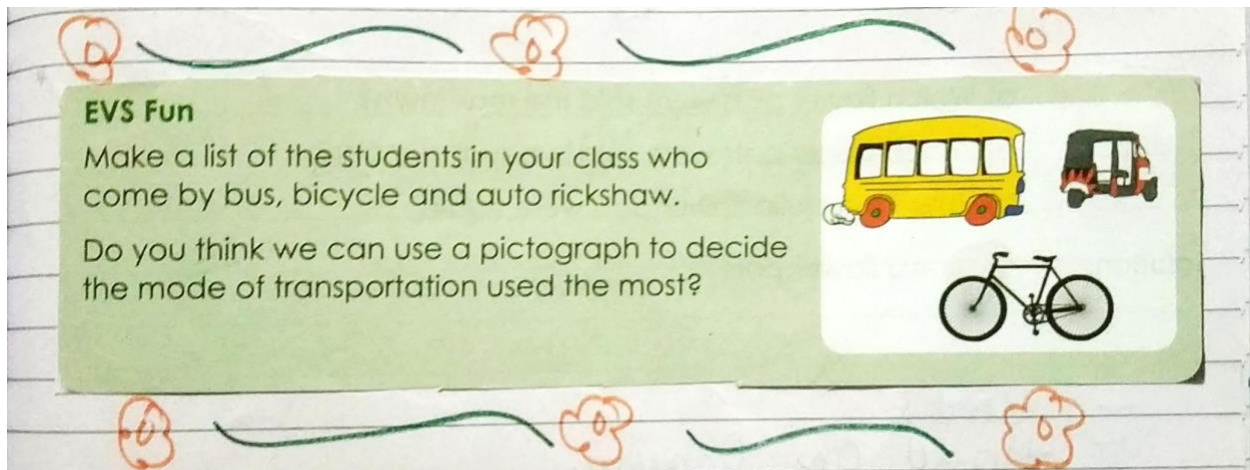 EVS Fun
Make a list of the students in your class who
come by bus, bicycle and auto rickshaw.
Do you think we can use a pictograph to decide
the mode of transportation used the most?